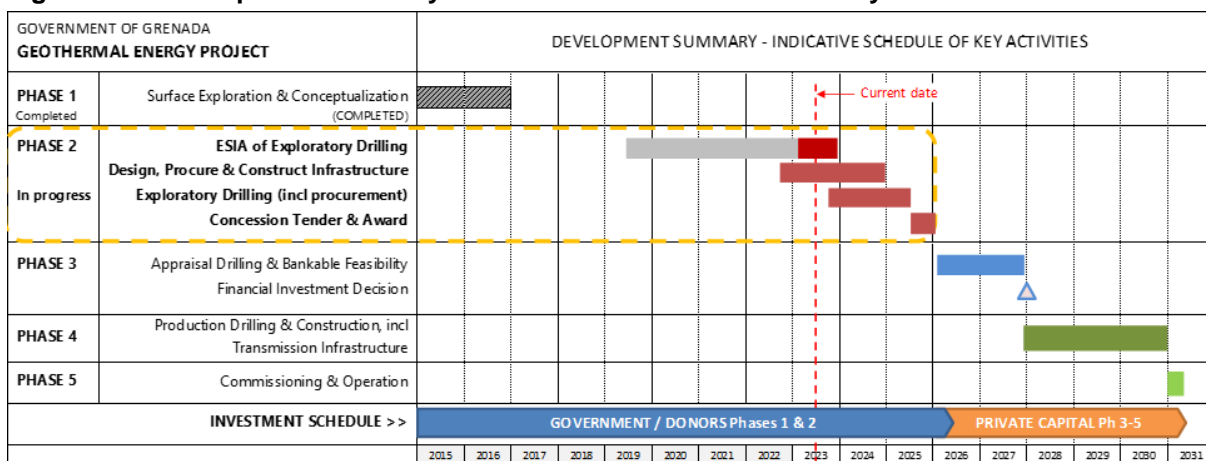 GOVERNMENT OF GRENADA
GEOTHERMAL ENERGY PROJECT
DEVELOPMENT SUMMARY - INDICATIVE SCHEDULE OF KEY ACTIVITIES
PHASE 1
Completed
Surface Exploration & Conceptualization
(COMPLETED)
Current date
PHASE 2
In progress
ESIA of Exploratory Drilling
Design, Procure & Construct Infrastructure
Exploratory Drilling (incl procurement)
Concession Tender & Award
PHASE 3
Appraisal Drilling & Bankable Feasibility
Financial Investment Decision
PHASE 4
Production Drilling & Construction, incl
Transmission Infrastructure
PHASE 5
Commissioning & Operation
INVESTMENT SCHEDULE >>
GOVERNMENT / DONORS Phases 1 & 2
PRIVATE CAPITAL Ph 3-5
2015 2016 2017 2018 2019 2020 2021 2022 2023 2024 2025 2026 2027 2028 2029 2030 2031